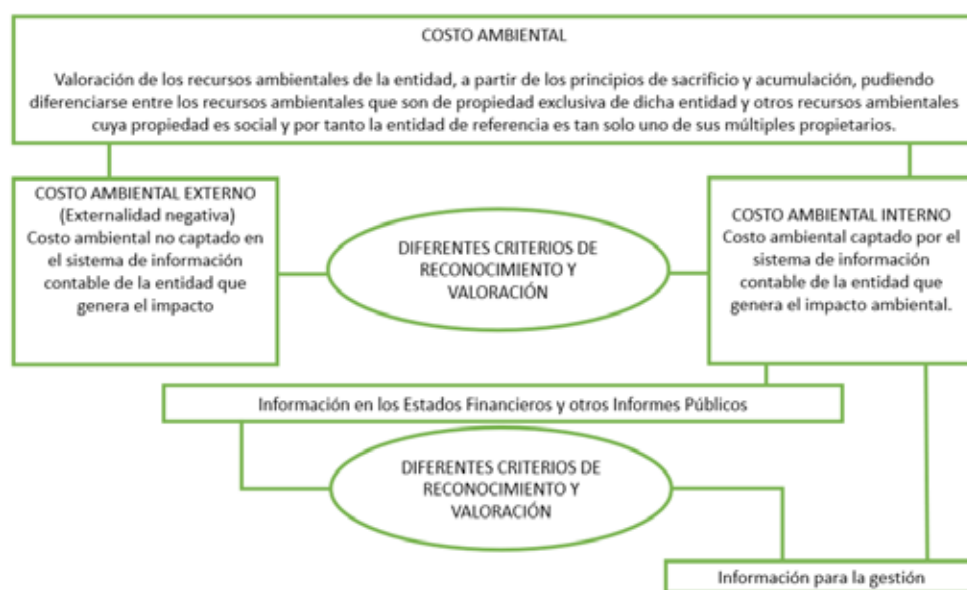 COSTO AMBIENTAL
Valoración de los recursos ambientales de la entidad, a partir de los principios de sacrificio y acumulación, pudiendo
diferenciarse entre los recursos ambientales que son de propiedad exclusiva de dicha entidad y otros recursos ambientales
cuya propiedad es social y por tanto la entidad de referencia es tan solo uno de sus múltiples propietarios.
COSTO AMBIENTAL EXTERNO
(Externalidad negativa)
Costo ambiental no captado en
el sistema de información
contable de la entidad que
genera el impacto
DIFERENTES CRITERIOS DE
RECONOCIMIENTO Y
VALORACIÓN
COSTO AMBIENTAL INTERNO
Costo ambiental captado por el
sistema de información
contable de la entidad que
genera el impacto ambiental.
Información en los Estados Financieros y otros Informes Públicos
DIFERENTES CRITERIOS DE
RECONOCIMIENTO Y
VALORACIÓN
Información para la gestión